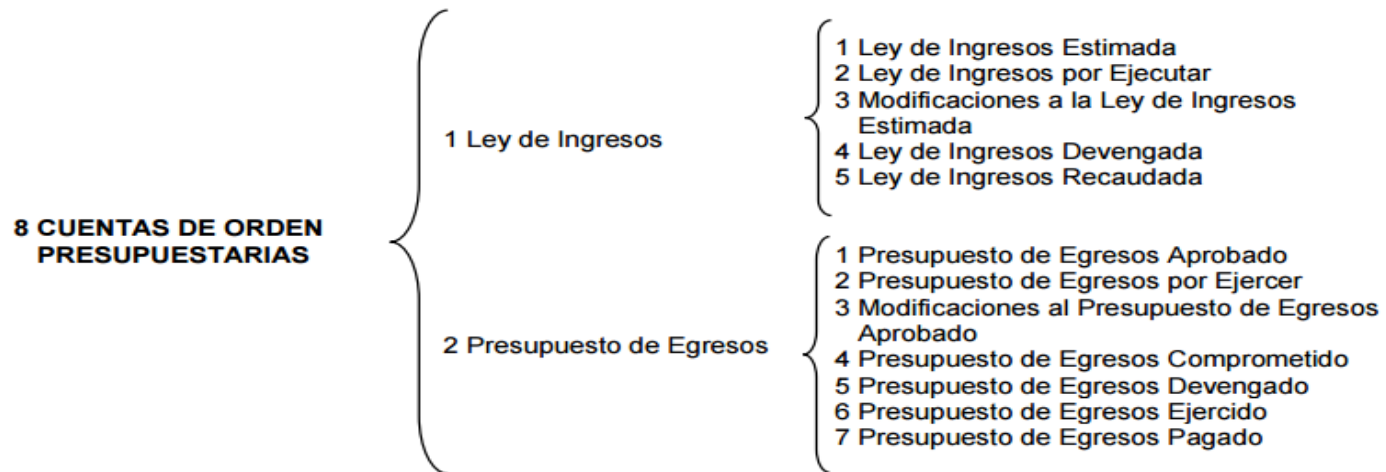 8 CUENTAS DE ORDEN
PRESUPUESTARIAS
1 Ley de Ingresos
1 Ley de Ingresos Estimada
2 Ley de Ingresos por Ejecutar
3 Modificaciones a la Ley de Ingresos
Estimada
4 Ley de Ingresos Devengada
5 Ley de Ingresos Recaudada
2 Presupuesto de Egresos
1 Presupuesto de Egresos Aprobado
2 Presupuesto de Egresos por Ejercer
3 Modificaciones al Presupuesto de Egresos
Aprobado
4 Presupuesto de Egresos Comprometido
5 Presupuesto de Egresos Devengado
6 Presupuesto de Egresos Ejercido
7 Presupuesto de Egresos Pagado